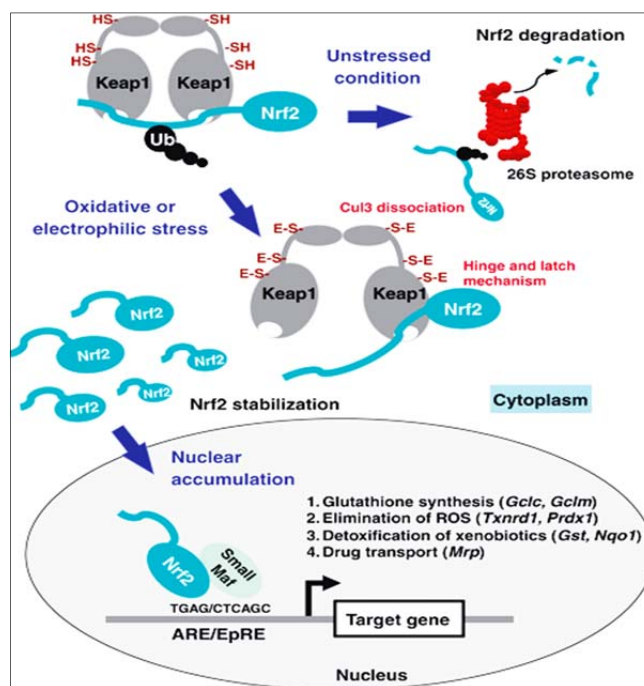 HS-
HS-
HS-
-SH
-SH
-SH
Keap1
Keap1
Nrf2
Ub
Unstressed
condition
Nrf2 degradation
26S proteasome
Nrf2
Oxidative or
electrophilic stress
Cul3 dissociation
E-S-
E-S-
E-S-
-S-E
-S-E
-S-E
Keap1
Keap1
Nrf2
Hinge and latch
mechanism
Nrf2
Nrf2
Nrf2
Nrf2
Nrf2
Nrf2 stabilization
Cytoplasm
Nuclear
accumulation
1. Glutathione synthesis (Gclc, Gclm)
2. Elimination of ROS (Txnrd1, Prdx1)
3. Detoxification of xenobiotics (Gst, Nqo1)
4. Drug transport (Mrp)
Nrf2
Small
Maf
TGAG/CTCAGC
ARE/EpRE
Target gene
Nucleus